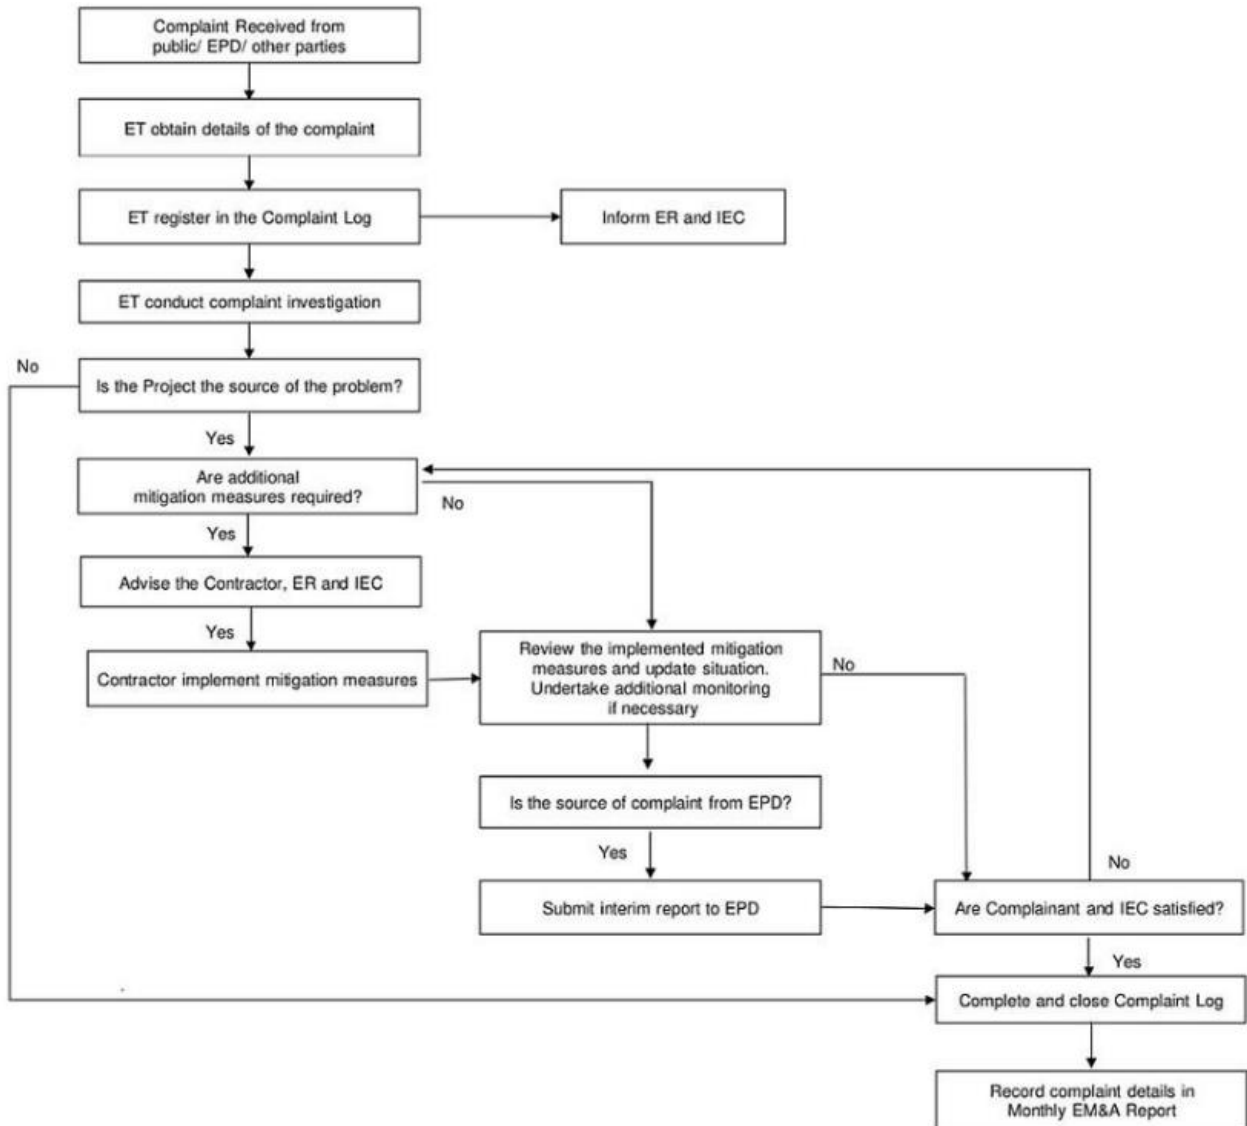 Complaint Received from
public/ EPD/ other parties
ET obtain details of the complaint
ET register in the Complaint Log
Inform ER and IEC
ET conduct complaint investigation
No
Is the Project the source of the problem?
Yes
Are additional
mitigation measures required?
No
Yes
Advise the Contractor, ER and IEC
Yes
Contractor implement mitigation measures
Review the implemented mitigation
measures and update situation.
Undertake additional monitoring
if necessary
No
Is the source of complaint from EPD?
Yes
No
Submit interim report to EPD
Are Complainant and IEC satisfied?
Yes
Complete and close Complaint Log
Record complaint details in
Monthly EM&A Report